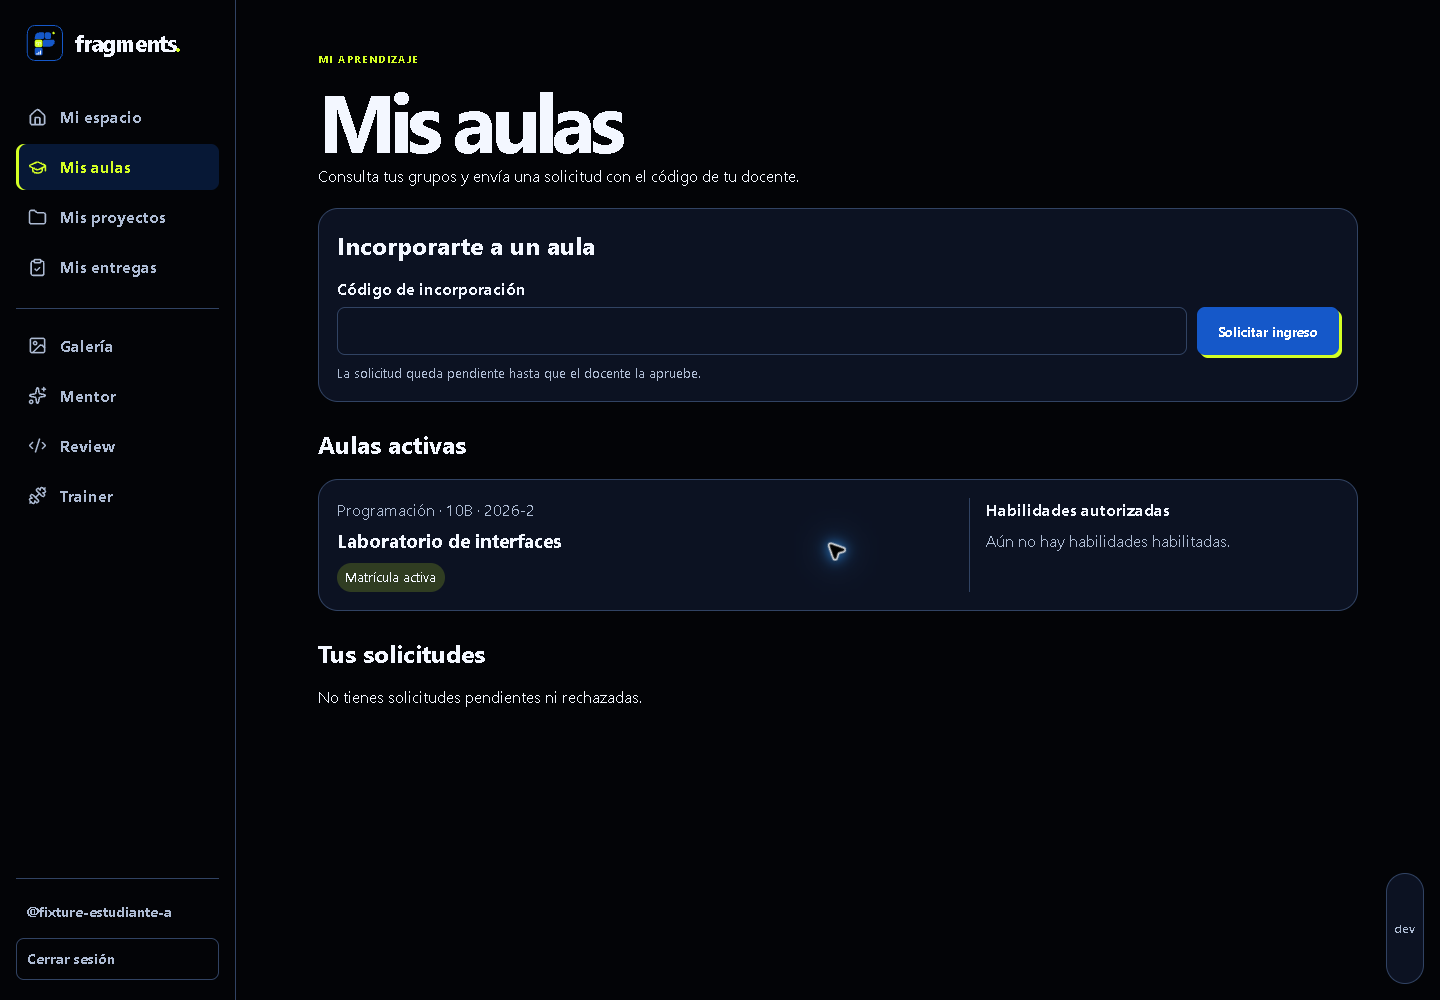 fragments.
Mi espacio
Mis aulas
Mis proyectos
Mis entregas
Galería
Mentor
Review
Trainer
@fixture-estudiante-a
Cerrar sesión
MI APRENDIZAJE
Mis aulas
Consulta tus grupos y envía una solicitud con el código de tu docente.
Incorporarte a un aula
Código de incorporación
Solicitar ingreso
La solicitud queda pendiente hasta que el docente la apruebe.
Aulas activas
Programación · 10B · 2026-2
Laboratorio de interfaces
Matrícula activa
Habilidades autorizadas
Aún no hay habilidades habilitadas.
Tus solicitudes
No tienes solicitudes pendientes ni rechazadas.
dev